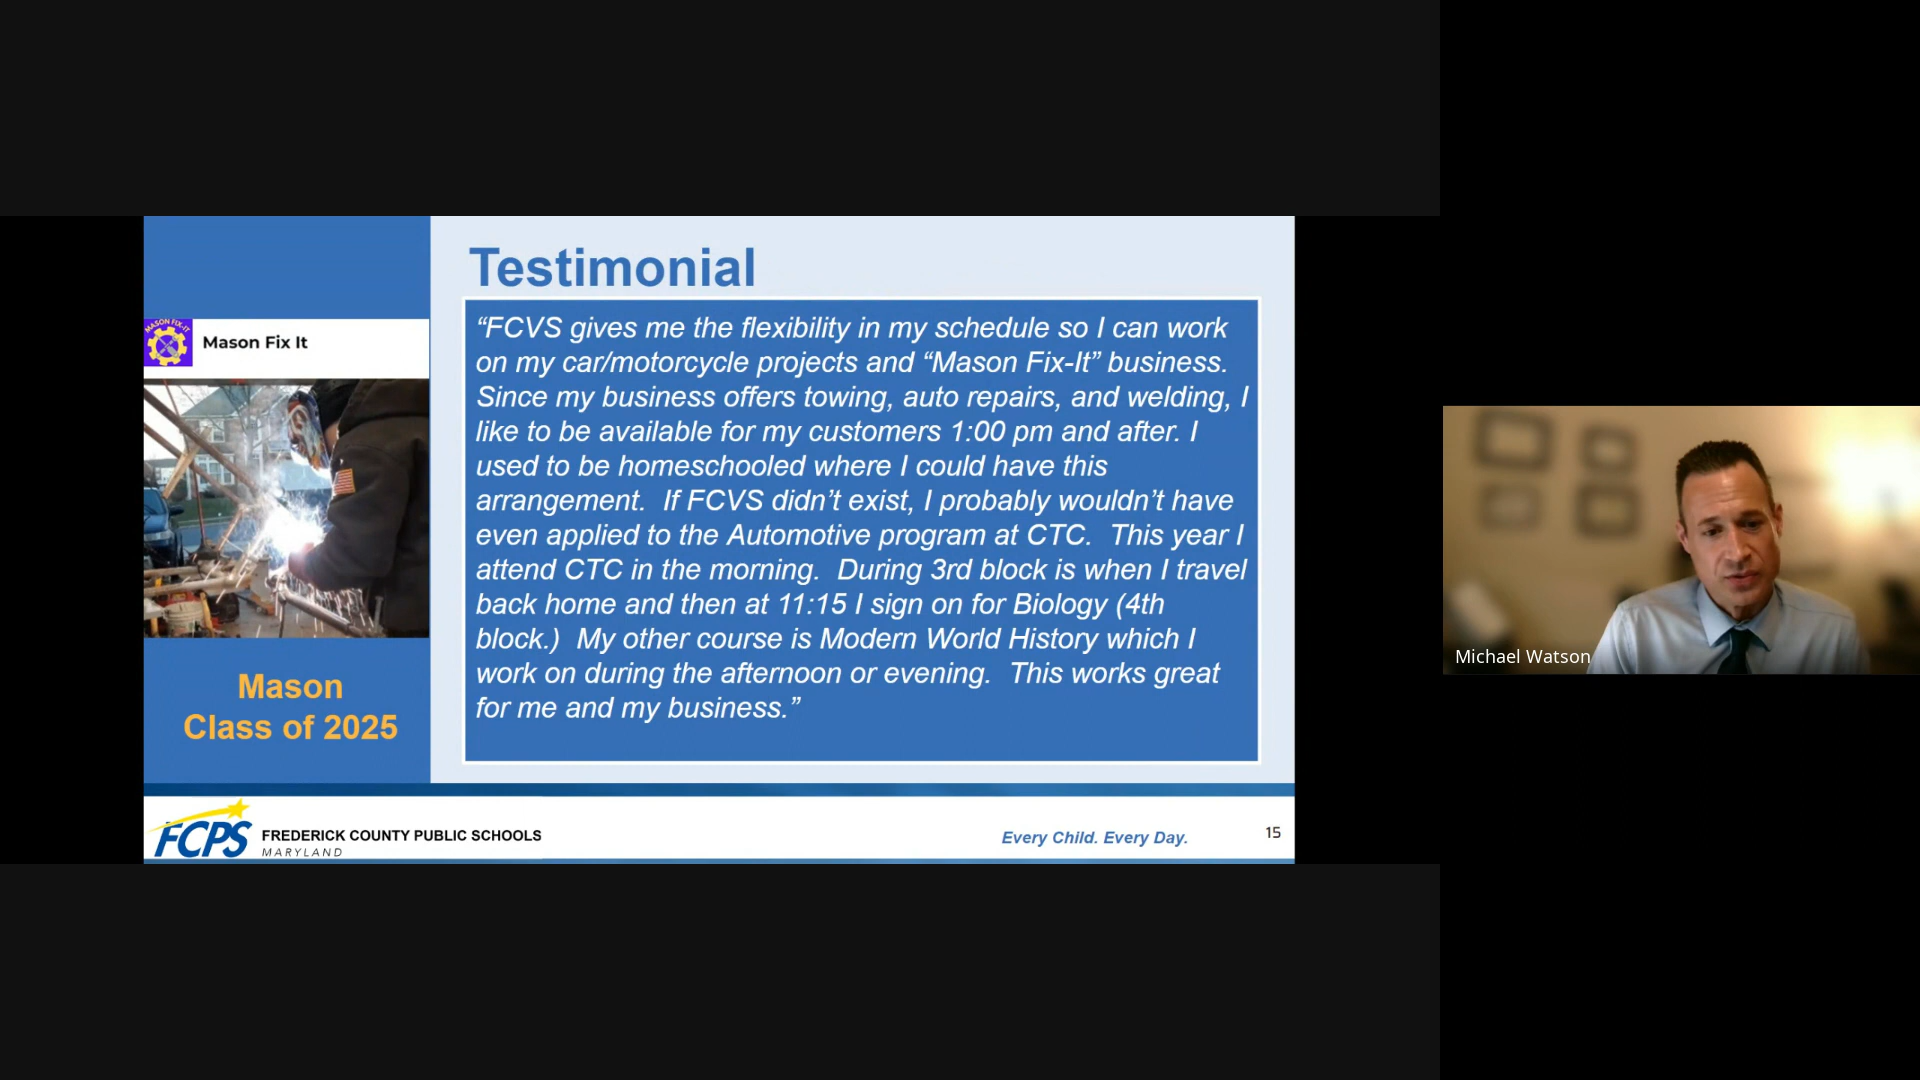 Testimonial
MASON FIX-IT
Mason Fix It
“FCVS gives me the flexibility in my schedule so I can work
on my car/motorcycle projects and “Mason Fix-It” business.
Since my business offers towing, auto repairs, and welding, I
like to be available for my customers 1:00 pm and after. I
used to be homeschooled where I could have this
arrangement.  If FCVS didn’t exist, I probably wouldn’t have
even applied to the Automotive program at CTC.  This year I
attend CTC in the morning.  During 3rd block is when I travel
back home and then at 11:15 I sign on for Biology (4th
block.)  My other course is Modern World History which I
work on during the afternoon or evening.  This works great
for me and my business.”
Mason
Class of 2025
FCPS
FREDERICK COUNTY PUBLIC SCHOOLS
MARYLAND
Every Child. Every Day.
15
Michael Watson